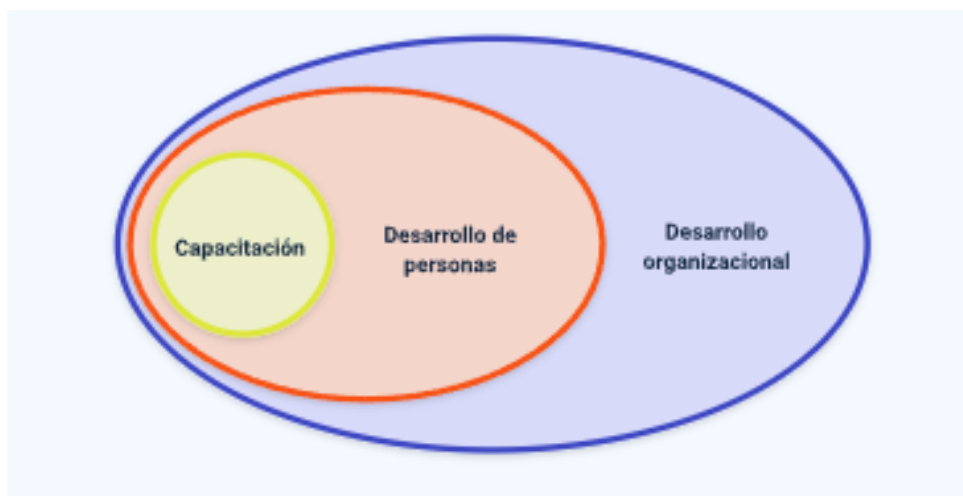 Capacitación
Desarrollo de
personas
Desarrollo
organizacional